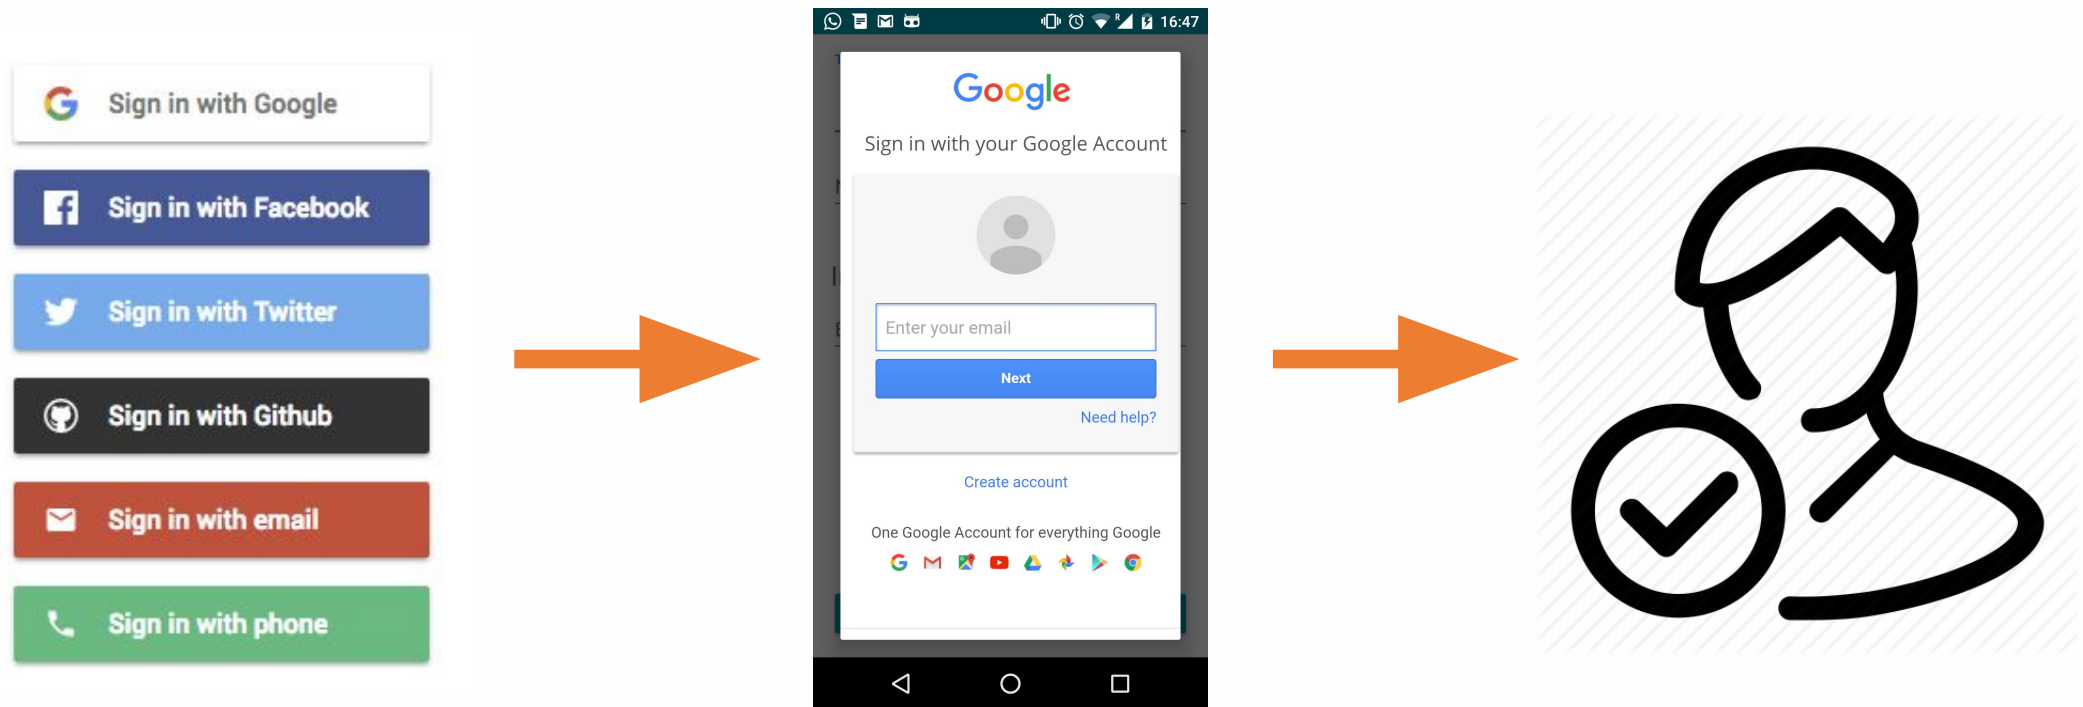 Sign in with Google
Sign in with Facebook
Sign in with Twitter
Sign in with Github
Sign in with email
Sign in with phone
16:47
Google
Sign in with your Google Account
Enter your email
Next
Need help?
Create account
One Google Account for everything Google